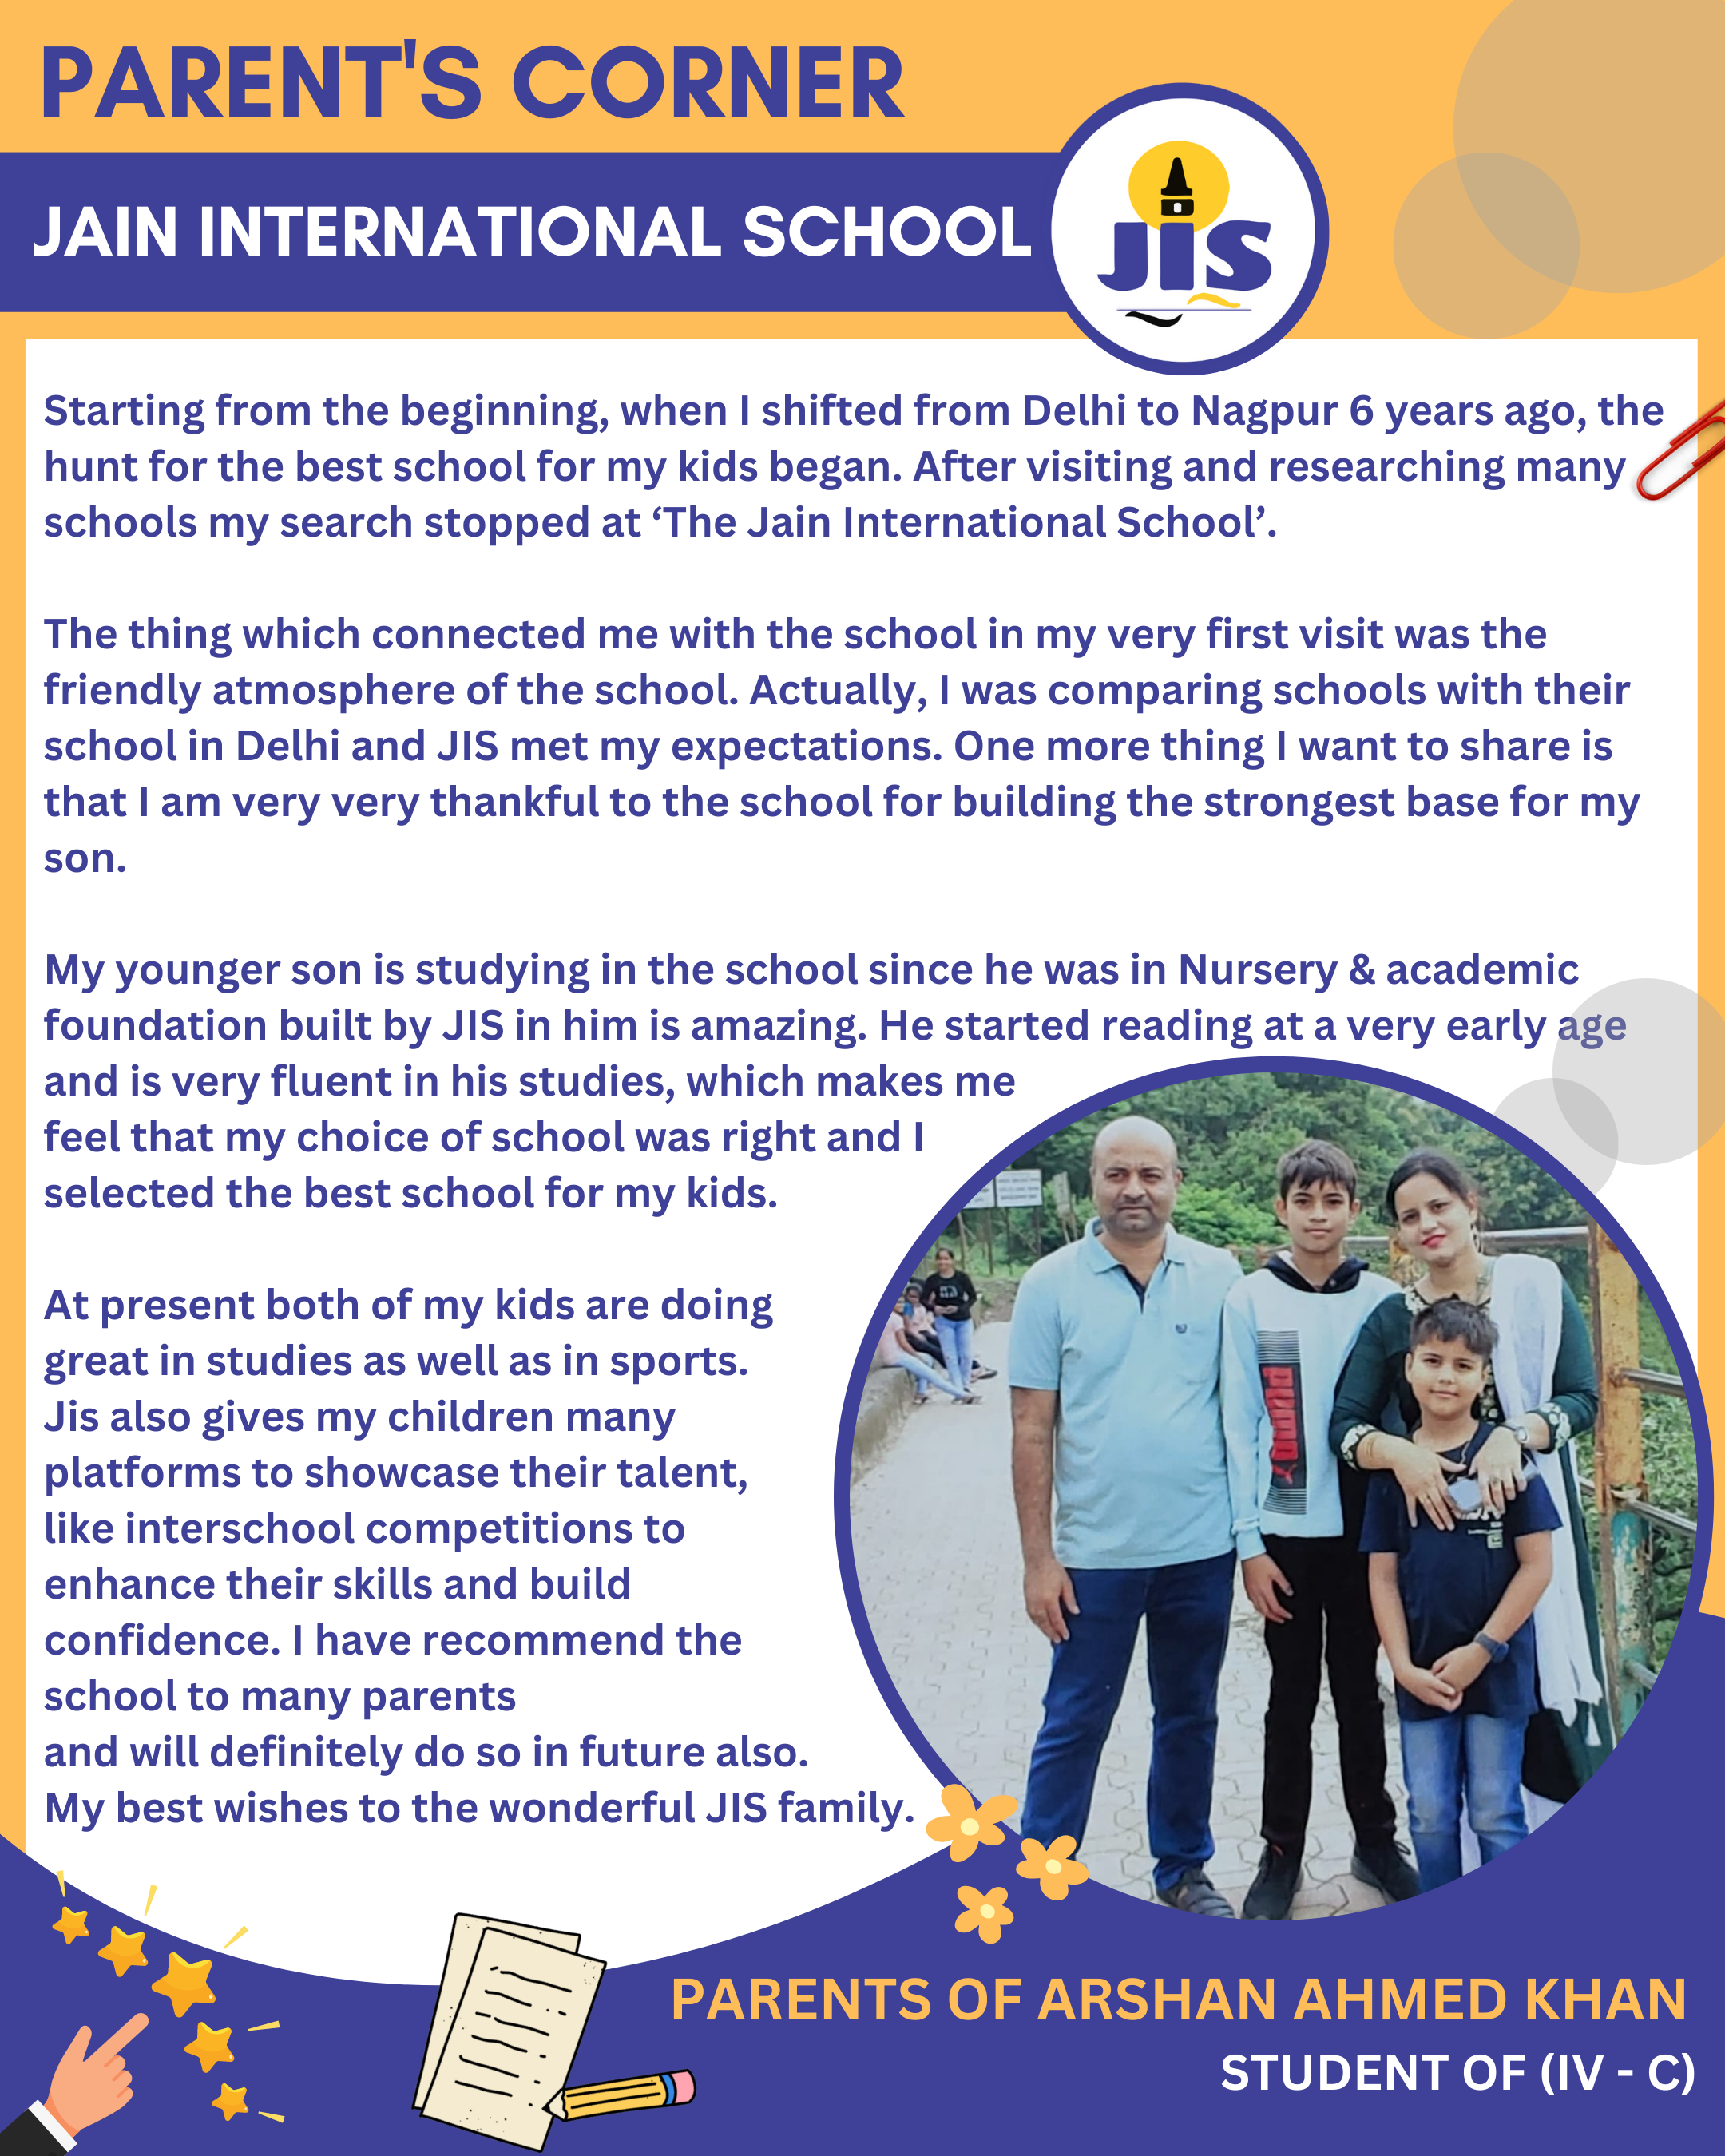 PARENT'S CORNER
JAIN INTERNATIONAL SCHOOL
JIS
Starting from the beginning, when I shifted from Delhi to Nagpur 6 years ago, the
hunt for the best school for my kids began. After visiting and researching many
schools my search stopped at ‘The Jain International School’.
The thing which connected me with the school in my very first visit was the
friendly atmosphere of the school. Actually, I was comparing schools with their
school in Delhi and JIS met my expectations. One more thing I want to share is
that I am very very thankful to the school for building the strongest base for my
son.
My younger son is studying in the school since he was in Nursery & academic
foundation built by JIS in him is amazing. He started reading at a very early age
and is very fluent in his studies, which makes me
feel that my choice of school was right and I
selected the best school for my kids.
At present both of my kids are doing
great in studies as well as in sports.
Jis also gives my children many
platforms to showcase their talent,
like interschool competitions to
enhance their skills and build
confidence. I have recommend the
school to many parents
and will definitely do so in future also.
My best wishes to the wonderful JIS family.
PUMA
PARENTS OF ARSHAN AHMED KHAN
STUDENT OF (IV - C)